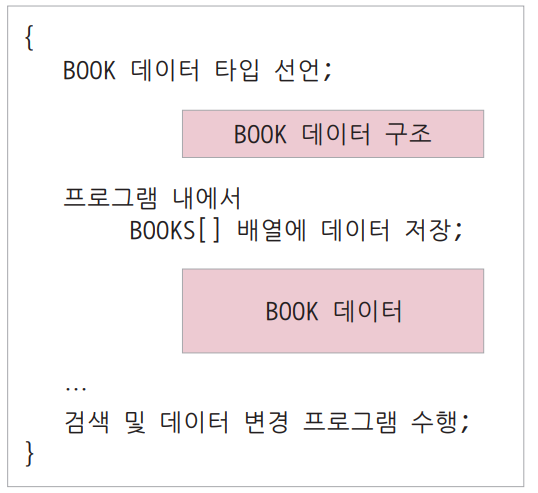 {
BOOK 데이터 타입 선언;
BOOK 데이터 구조
프로그램 내에서
BOOKS[] 배열에 데이터 저장;
BOOK 데이터
...
검색 및 데이터 변경 프로그램 수행;
}